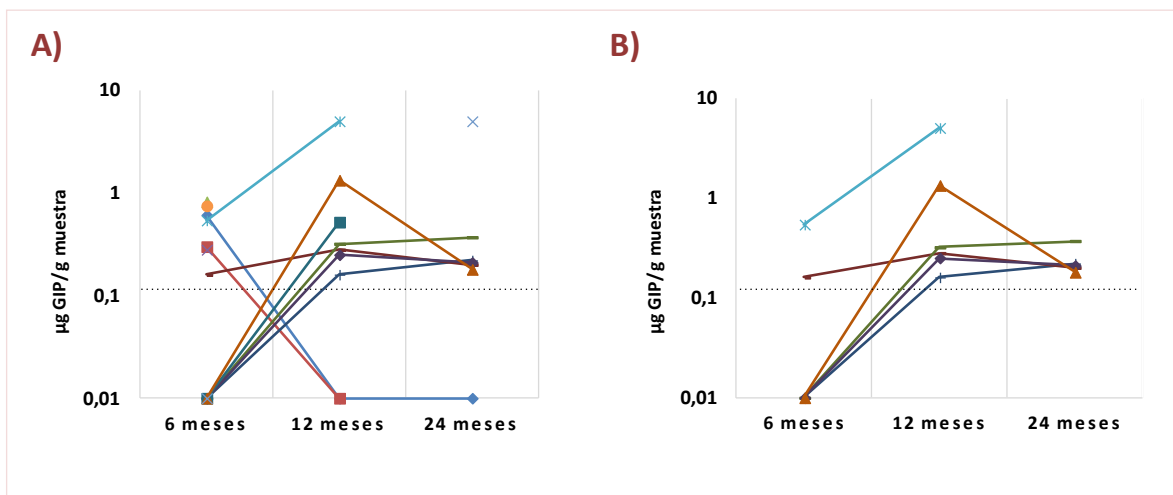 A)
µg GIP/g muestra
10
1
0,1
0,01
6 meses 12 meses 24 meses
B)
µg GIP/g muestra
10
1
0,1
0,01
6 meses 12 meses 24 meses